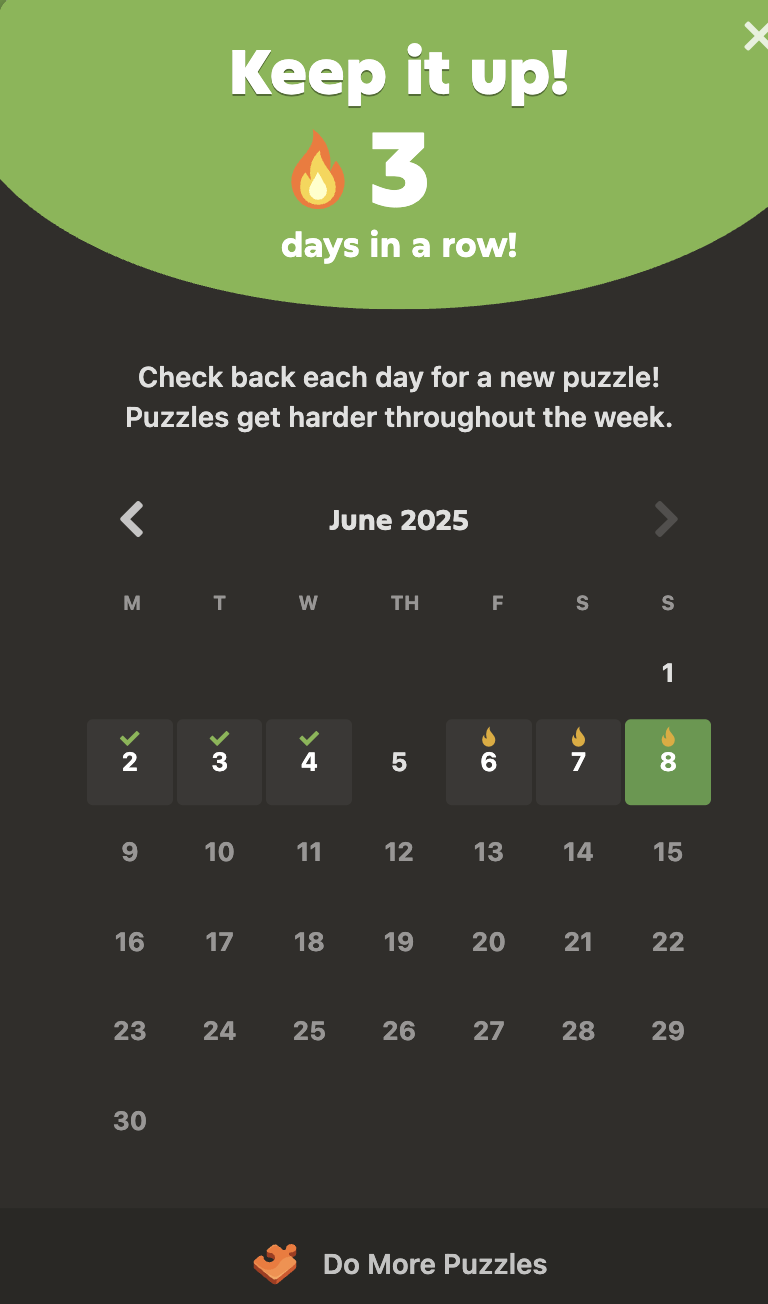 Keep it up!
3
days in a row!
Check back each day for a new puzzle!
Puzzles get harder throughout the week.
June 2025
M T W TH F S S
1
2 3 4 5 6 7 8
9 10 11 12 13 14 15
16 17 18 19 20 21 22
23 24 25 26 27 28 29
30
Do More Puzzles